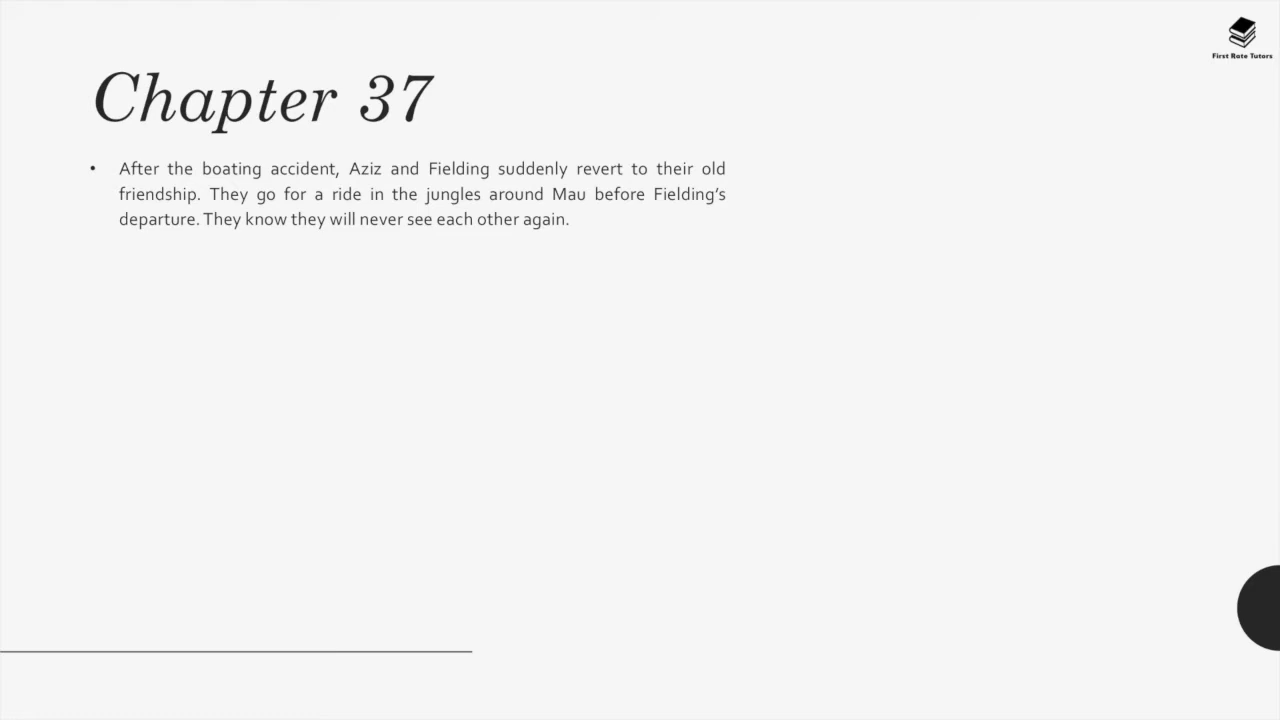 First Rate Tutors
Chapter 37
• After the boating accident, Aziz and Fielding suddenly revert to their old
friendship. They go for a ride in the jungles around Mau before Fielding’s
departure. They know they will never see each other again.